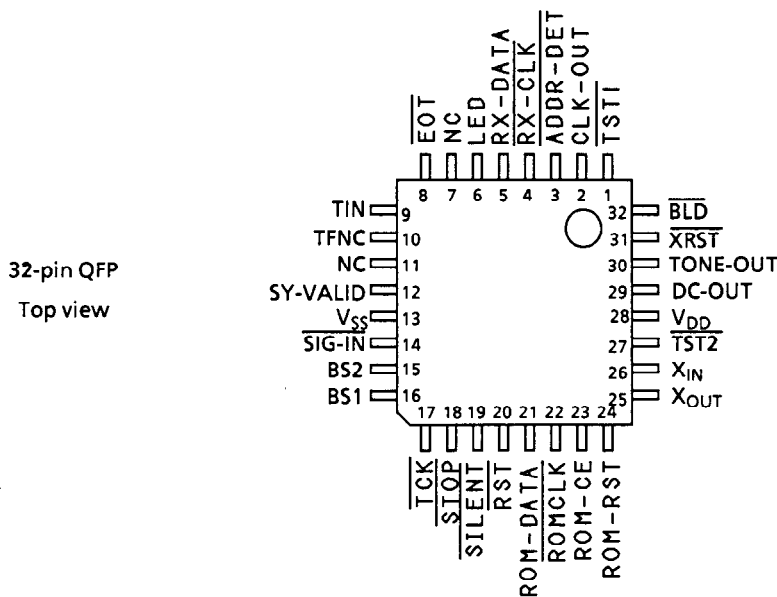 EOT
NC
LED
RX-DATA
RX-CLK
ADDR-DET
CLK-OUT
TSTI
8 7 6 5 4 3 2 1
TIN 9
TFNC 10
NC 11
SY-VALID 12
VSS 13
SIG-IN 14
BS2 15
BS1 16
32 BLD
31 XRST
30 TONE-OUT
29 DC-OUT
28 VDD
27 TST2
26 XIN
25 XOUT
32-pin QFP
Top view
17 18 19 20 21 22 23 24
TCK
STOP
SILENT
RST
ROM-DATA
ROMCLK
ROM-CE
ROM-RST